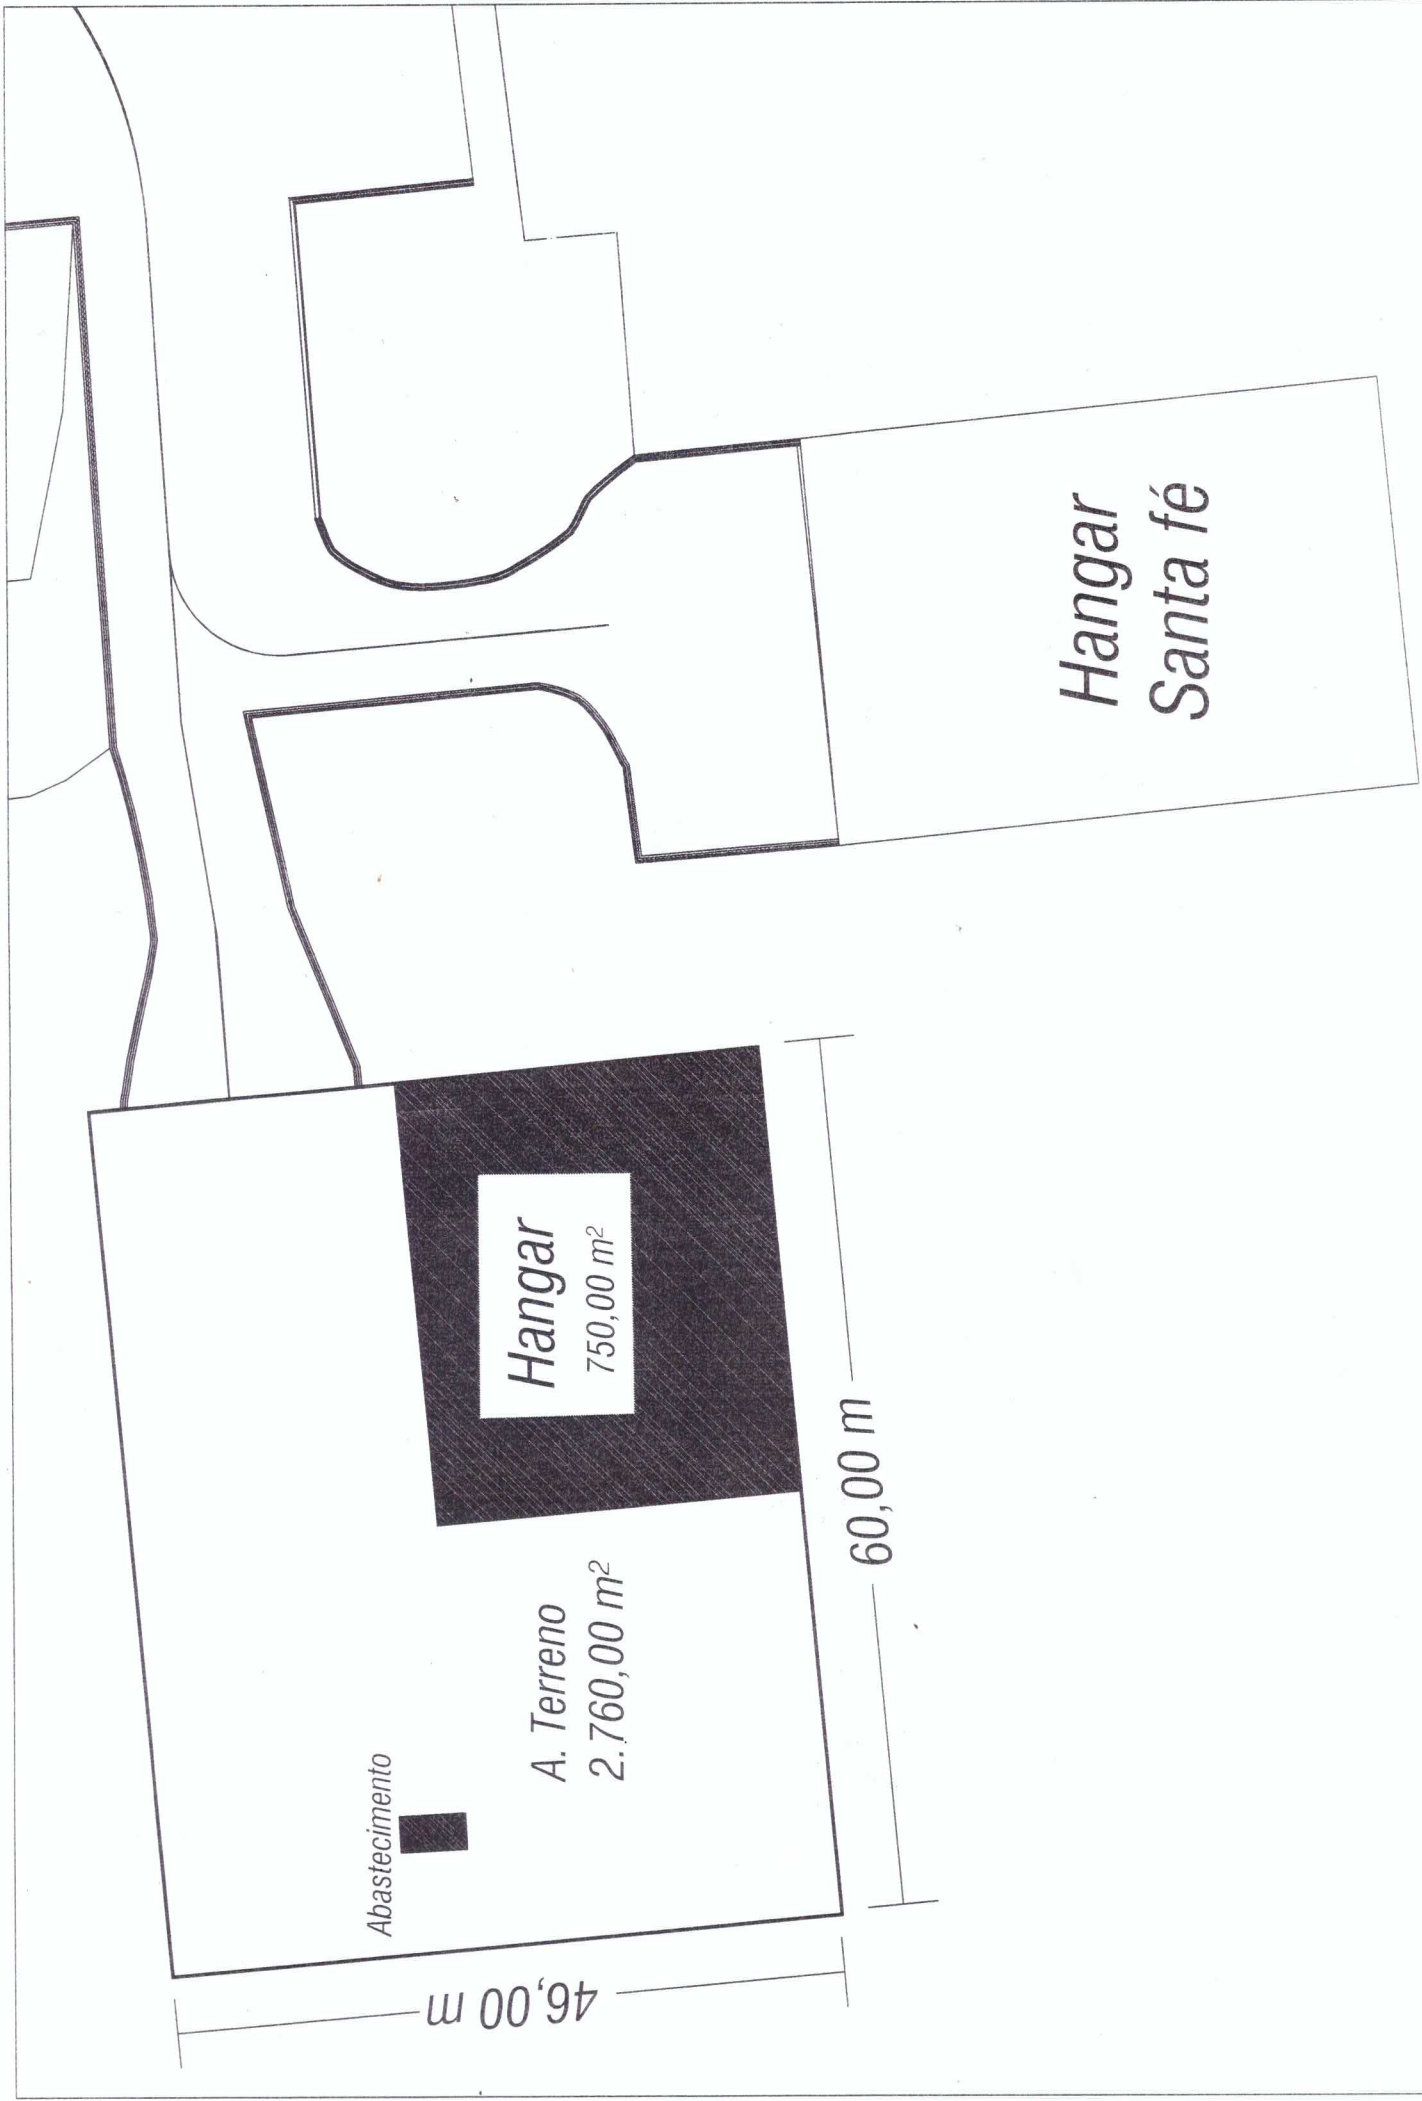 Abastecimento
A. Terreno
2.760,00 m²
Hangar
750,00 m²
46,00 m
60,00 m
Hangar
Santa fé